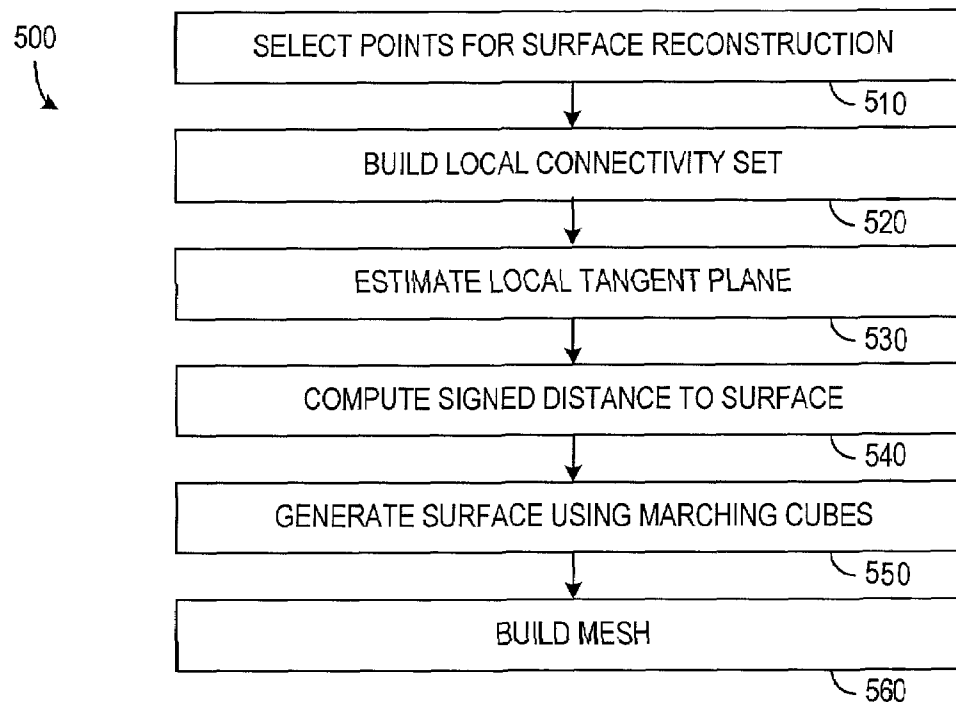 500
SELECT POINTS FOR SURFACE RECONSTRUCTION
510
BUILD LOCAL CONNECTIVITY SET
520
ESTIMATE LOCAL TANGENT PLANE
530
COMPUTE SIGNED DISTANCE TO SURFACE
540
GENERATE SURFACE USING MARCHING CUBES
550
BUILD MESH
560